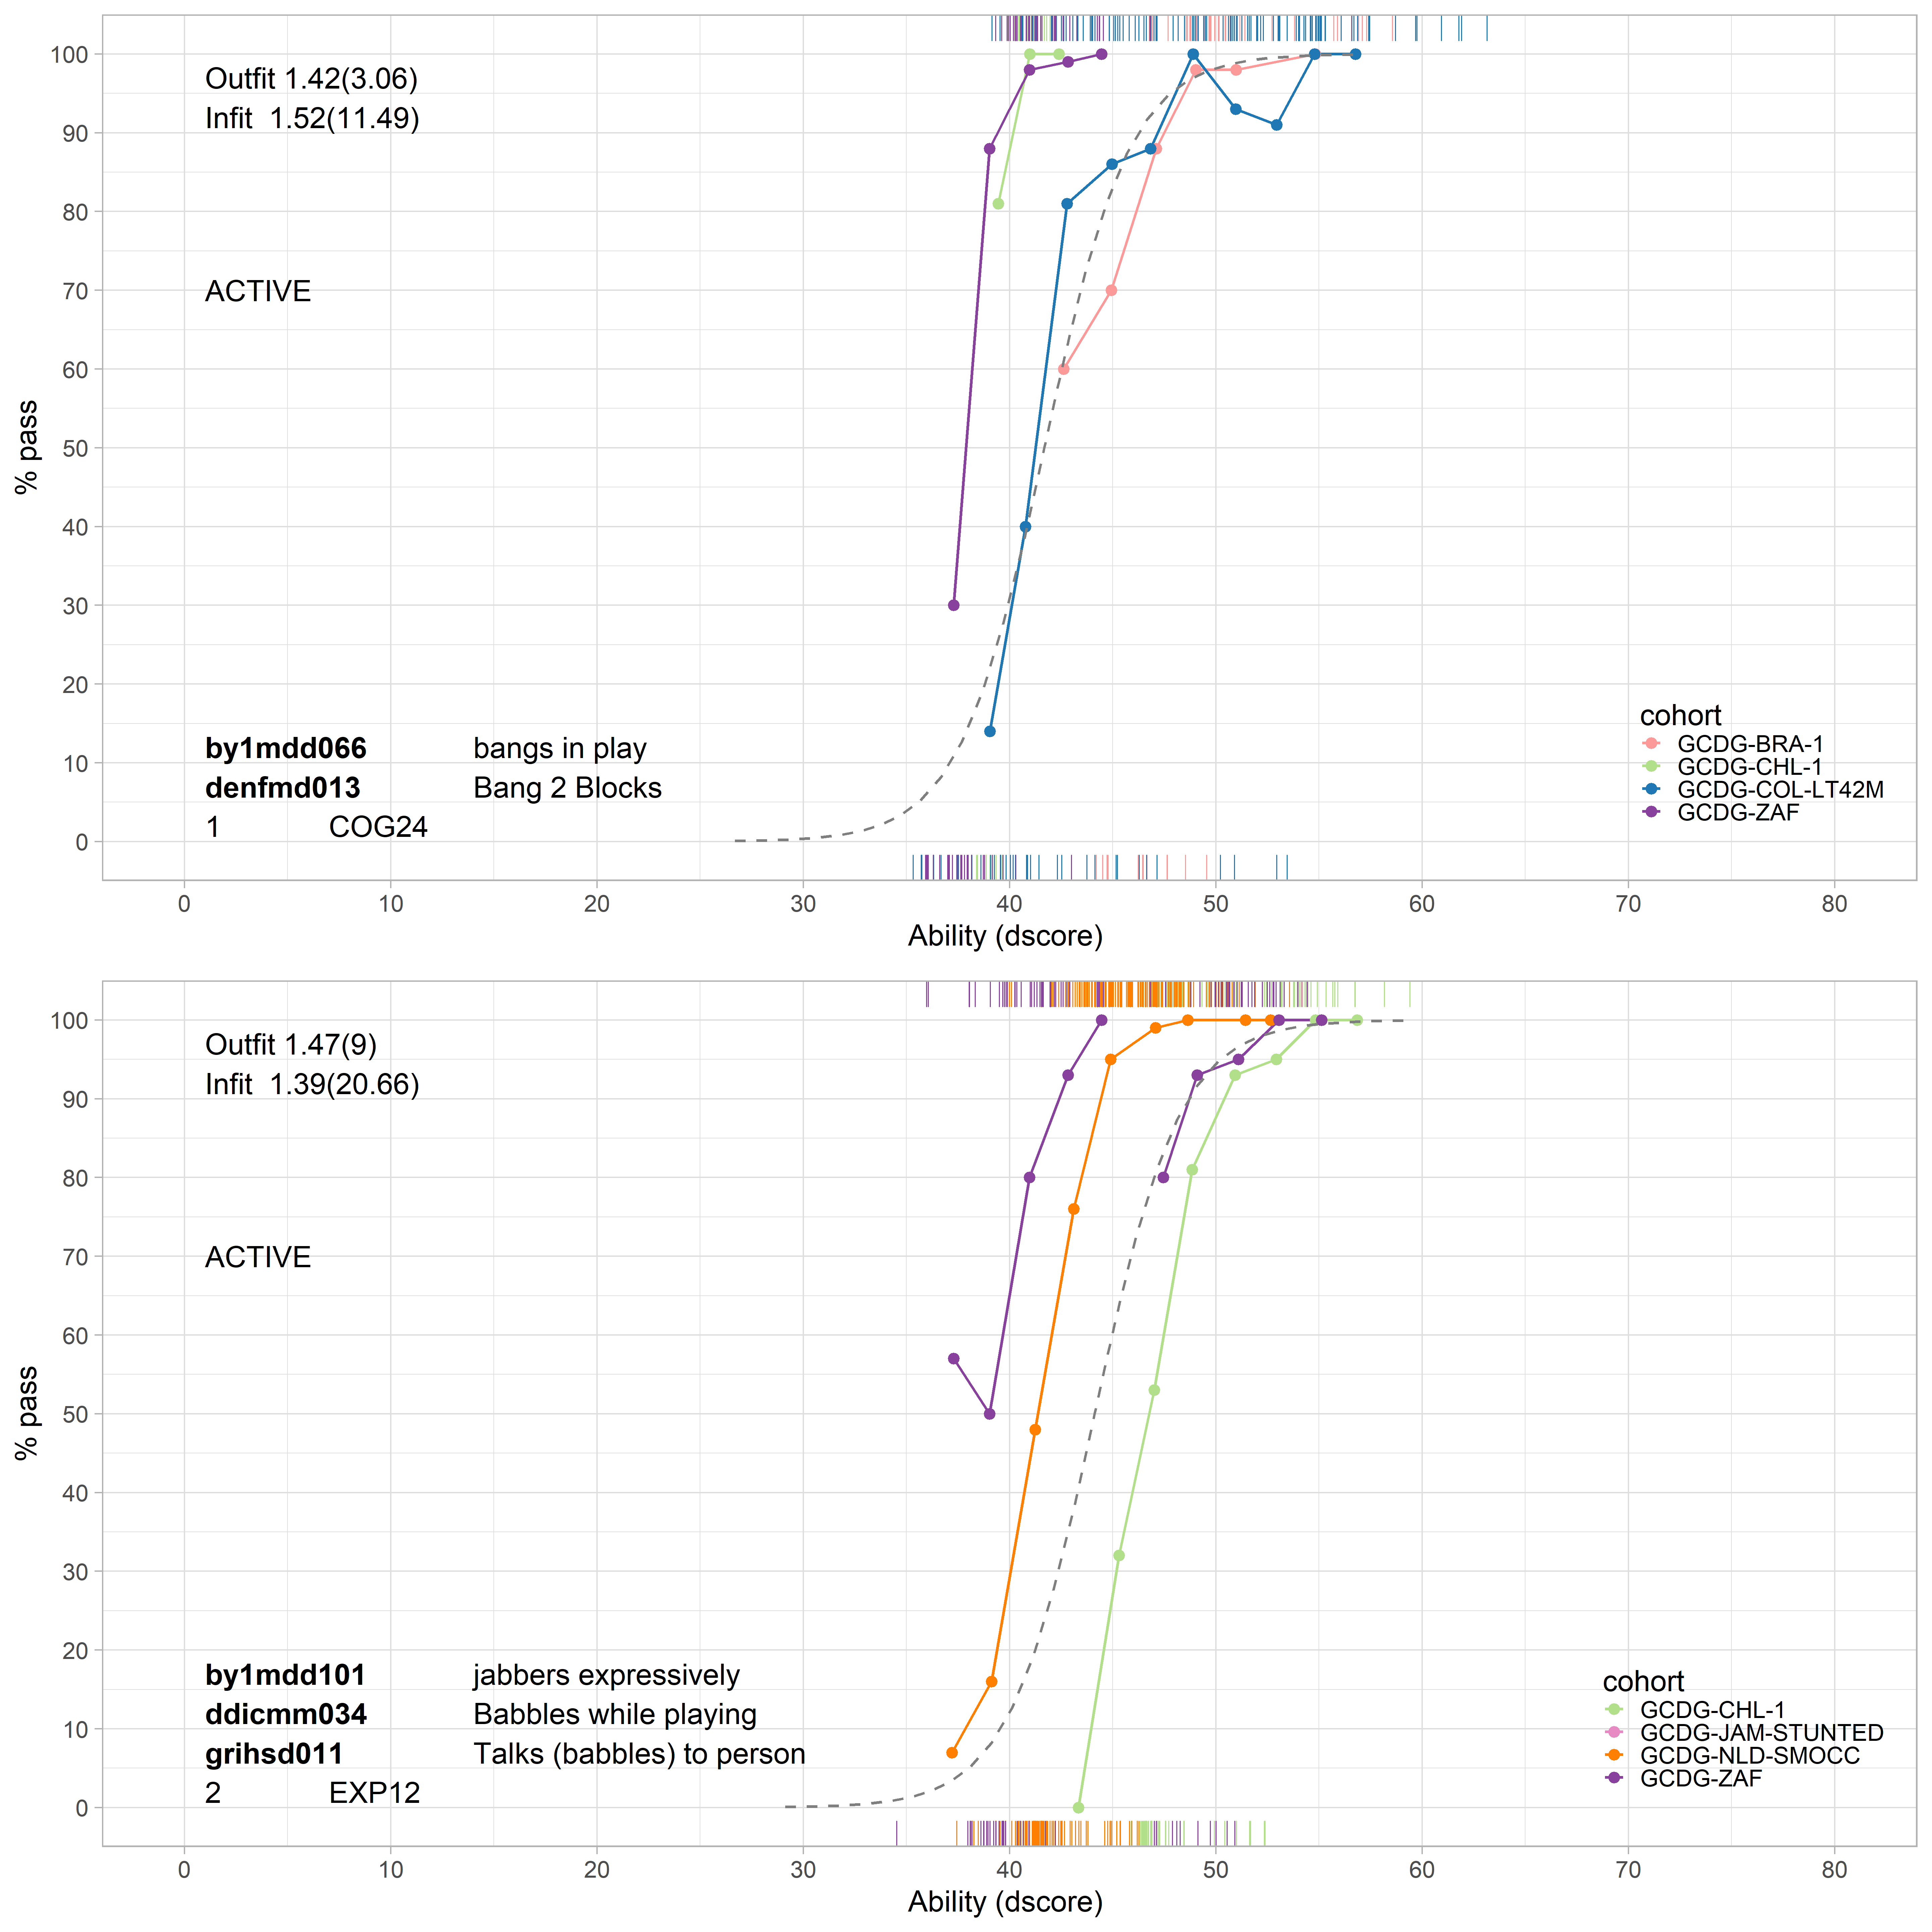 100
90
80
70
60
50
40
30
20
10
0
% pass
Outfit 1.42(3.06)
Infit 1.52(11.49)
ACTIVE
by1mdd066 bangs in play
denfmd013 Bang 2 Blocks
1 COG24
cohort
GCDG-BRA-1
GCDG-CHL-1
GCDG-COL-LT42M
GCDG-ZAF
0 10 20 30 40 50 60 70 80
Ability (dscore)
100
90
80
70
60
50
40
30
20
10
0
% pass
Outfit 1.47(9)
Infit 1.39(20.66)
ACTIVE
by1mdd101 jabbers expressively
ddicmm034 Babbles while playing
grihsd011 Talks (babbles) to person
2 EXP12
cohort
GCDG-CHL-1
GCDG-JAM-STUNTED
GCDG-NLD-SMOCC
GCDG-ZAF
0 10 20 30 40 50 60 70 80
Ability (dscore)